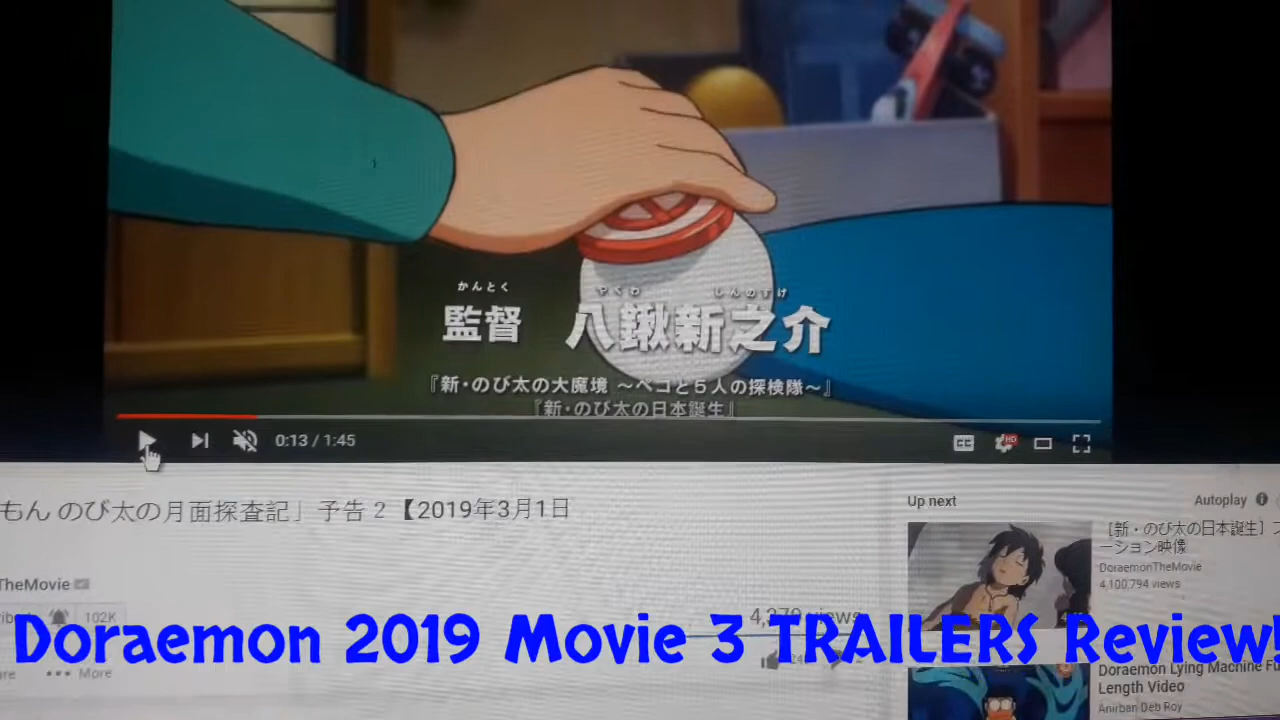 かんとく やくわ しんのすけ
監督 八鍬新之介
『新・のび太の大魔境 ～ペコと5人の探検隊～』
『新・のび太の日本誕生』
0:13 / 1:45
CC
HD
もん のび太の月面探査記」予告２【2019年3月1日
Up next
Autoplay
〔新・のび太の日本誕生〕
ーション映像
DoraemonTheMovie
4,100,794 views
TheMovie
102K
views
Doraemon 2019 Movie 3 TRAILERS Review!
More
Doraemon Lying Machine Fu
Length Video
Anirban Deb Roy